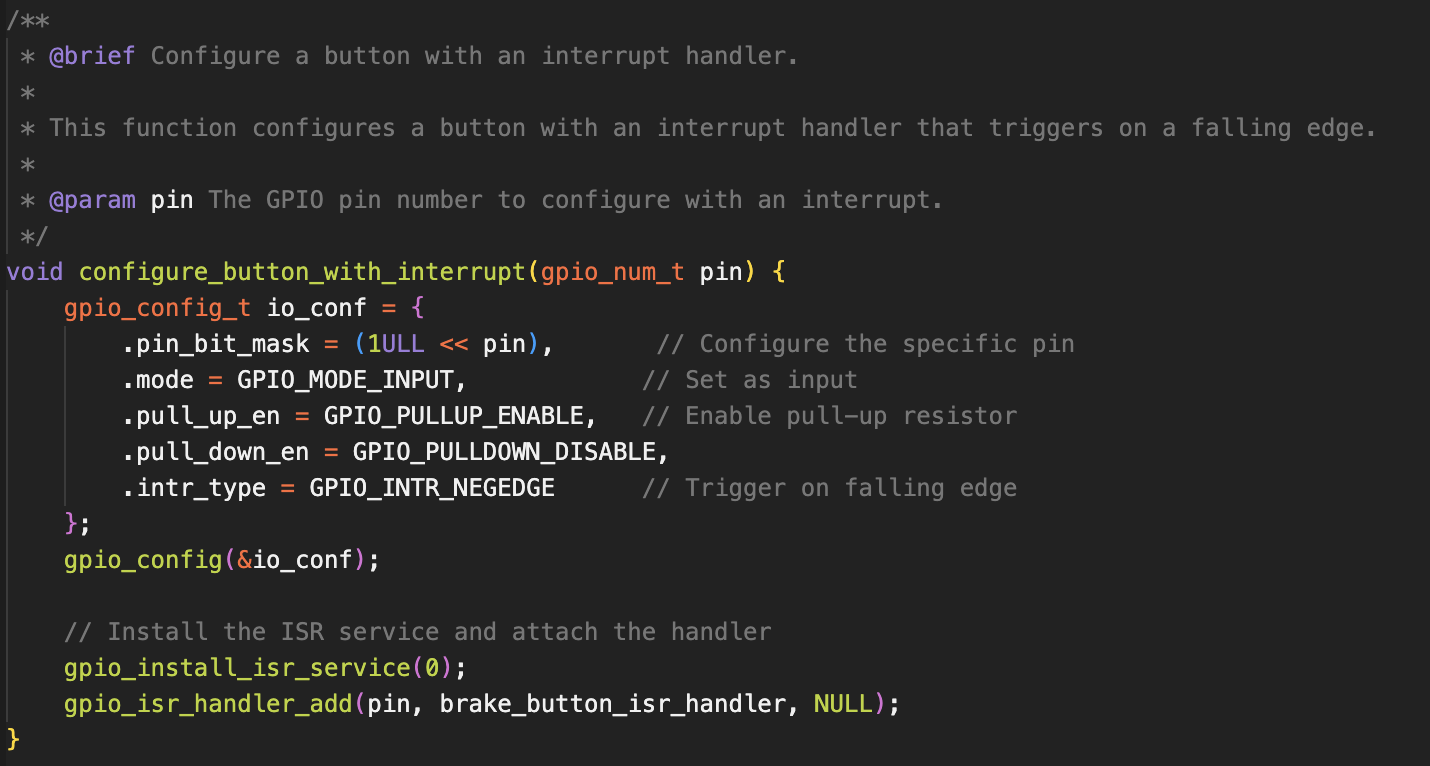 /**
 * @brief Configure a button with an interrupt handler.
 *
 * This function configures a button with an interrupt handler that triggers on a falling edge.
 *
 * @param pin The GPIO pin number to configure with an interrupt.
 */
void configure_button_with_interrupt(gpio_num_t pin) {
    gpio_config_t io_conf = {
        .pin_bit_mask = (1ULL << pin),       // Configure the specific pin
        .mode = GPIO_MODE_INPUT,            // Set as input
        .pull_up_en = GPIO_PULLUP_ENABLE,   // Enable pull-up resistor
        .pull_down_en = GPIO_PULLDOWN_DISABLE,
        .intr_type = GPIO_INTR_NEGEDGE      // Trigger on falling edge
    };
    gpio_config(&io_conf);

    // Install the ISR service and attach the handler
    gpio_install_isr_service(0);
    gpio_isr_handler_add(pin, brake_button_isr_handler, NULL);
}